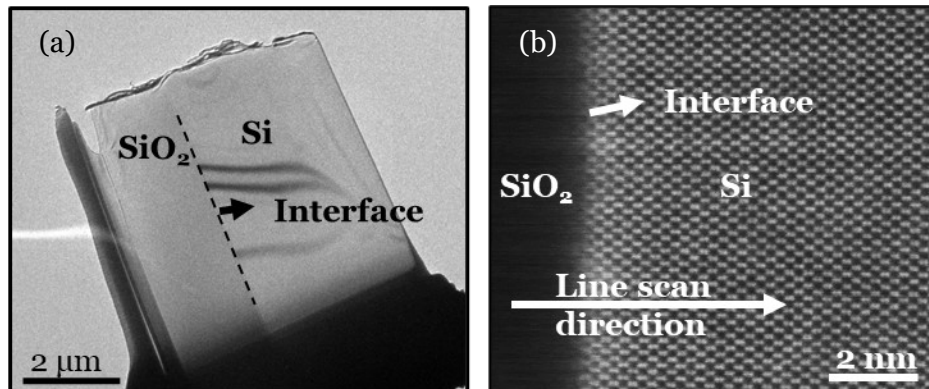 (a)
SiO₂
Si
Interface
2 μm
(b)
Interface
SiO₂
Si
Line scan
direction
2 nm